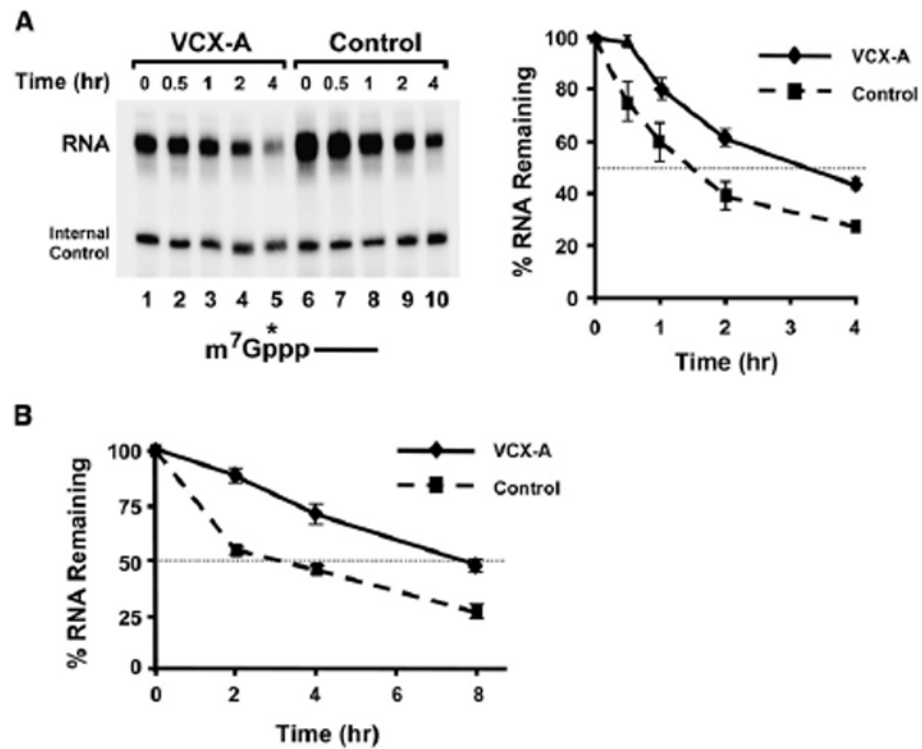 A
VCX-A Control
Time (hr) 0 0.5 1 2 4 0 0.5 1 2 4
RNA
Internal
Control
1 2 3 4 5 6 7 8 9 10
*
m⁷Gppp
100
80
60
40
20
0
% RNA Remaining
VCX-A
Control
0 1 2 3 4
Time (hr)
B
100
75
50
25
0
% RNA Remaining
VCX-A
Control
0 2 4 6 8
Time (hr)